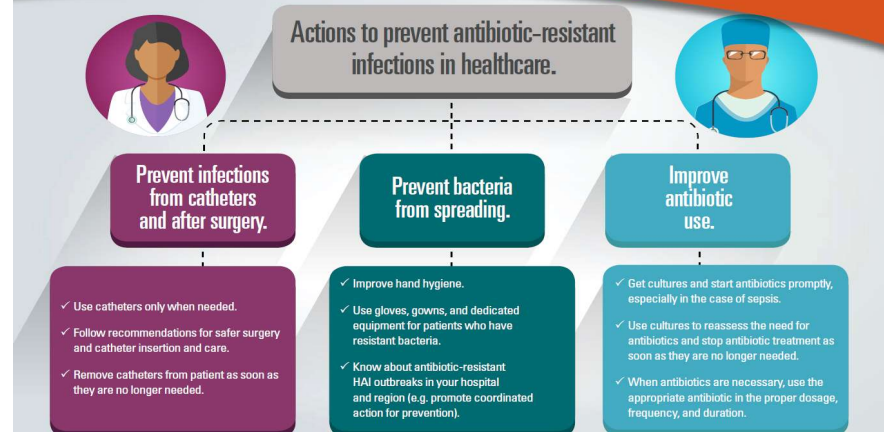 Actions to prevent antibiotic-resistant
infections in healthcare.
Prevent infections
from catheters
and after surgery.
✓ Use catheters only when needed.
✓ Follow recommendations for safer surgery
and catheter insertion and care.
✓ Remove catheters from patient as soon as
they are no longer needed.
Prevent bacteria
from spreading.
✓ Improve hand hygiene.
✓ Use gloves, gowns, and dedicated
equipment for patients who have
resistant bacteria.
✓ Know about antibiotic-resistant
HAI outbreaks in your hospital
and region (e.g. promote coordinated
action for prevention).
Improve
antibiotic
use.
✓ Get cultures and start antibiotics promptly,
especially in the case of sepsis.
✓ Use cultures to reassess the need for
antibiotics and stop antibiotic treatment as
soon as they are no longer needed.
✓ When antibiotics are necessary, use the
appropriate antibiotic in the proper dosage,
frequency, and duration.